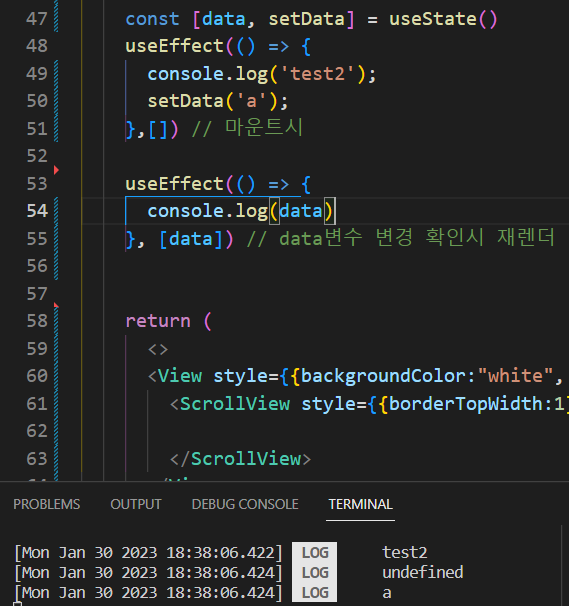 47 const [data, setData] = useState()
48 useEffect(() => {
49 console.log('test2');
50 setData('a');
51 },[]) // 마운트시
52
53 useEffect(() => {
54 console.log(data)
55 }, [data]) // data변수 변경 확인시 재렌더
56
57
58 return (
59 <>
60 <View style={{backgroundColor:"white",
61 <ScrollView style={{borderTopWidth:1}
62
63 </ScrollView>
PROBLEMS OUTPUT DEBUG CONSOLE TERMINAL
[Mon Jan 30 2023 18:38:06.422] LOG test2
[Mon Jan 30 2023 18:38:06.424] LOG undefined
[Mon Jan 30 2023 18:38:06.424] LOG a